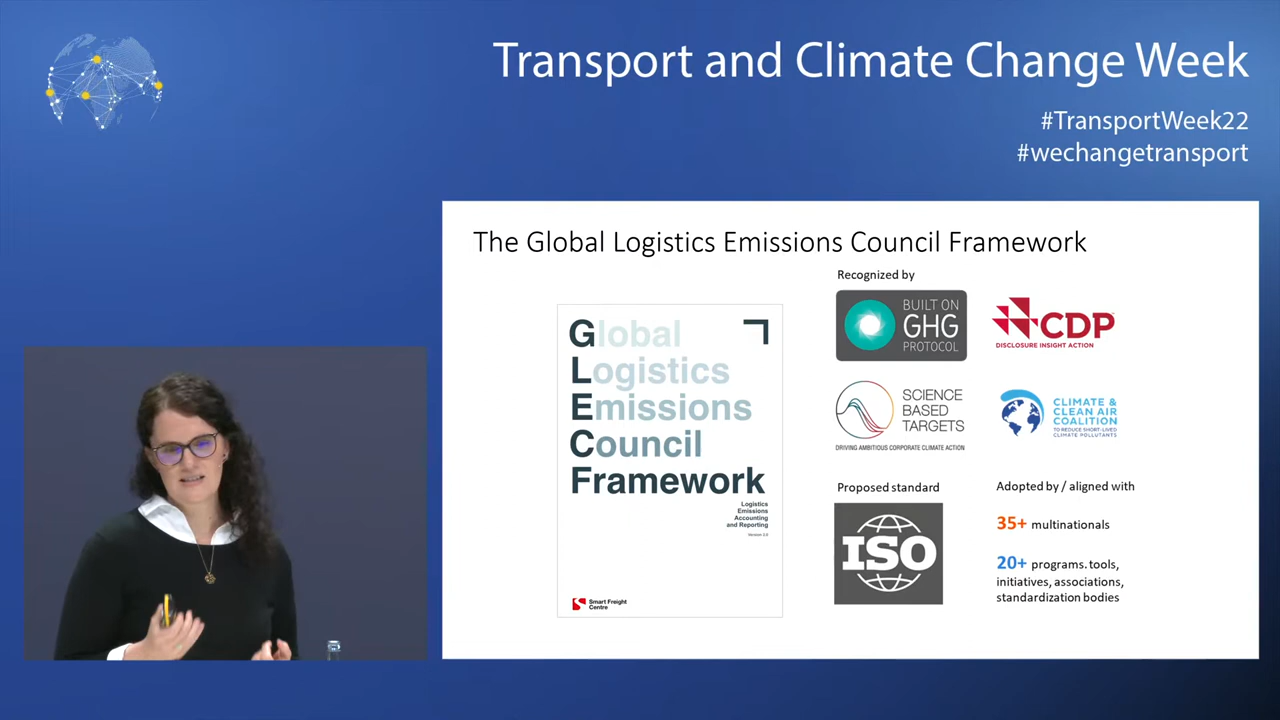 Transport and Climate Change Week
#TransportWeek22
#wechangetransport
The Global Logistics Emissions Council Framework
Recognized by
Global
Logistics
Emissions
Council
Framework
Logistics
Emissions
Accounting
and Reporting
Smart Freight
Centre
BUILT ON
GHG
PROTOCOL
CDP
DISCLOSURE INSIGHT ACTION
SCIENCE
BASED
TARGETS
DRIVING AMBITIOUS CORPORATE CLIMATE ACTION
CLIMATE &
CLEAN AIR
COALITION
TO REDUCE SHORT-LIVED
CLIMATE POLLUTANTS
Proposed standard
ISO
Adopted by / aligned with
35+ multinationals
20+ programs. tools,
initiatives, associations,
standardization bodies